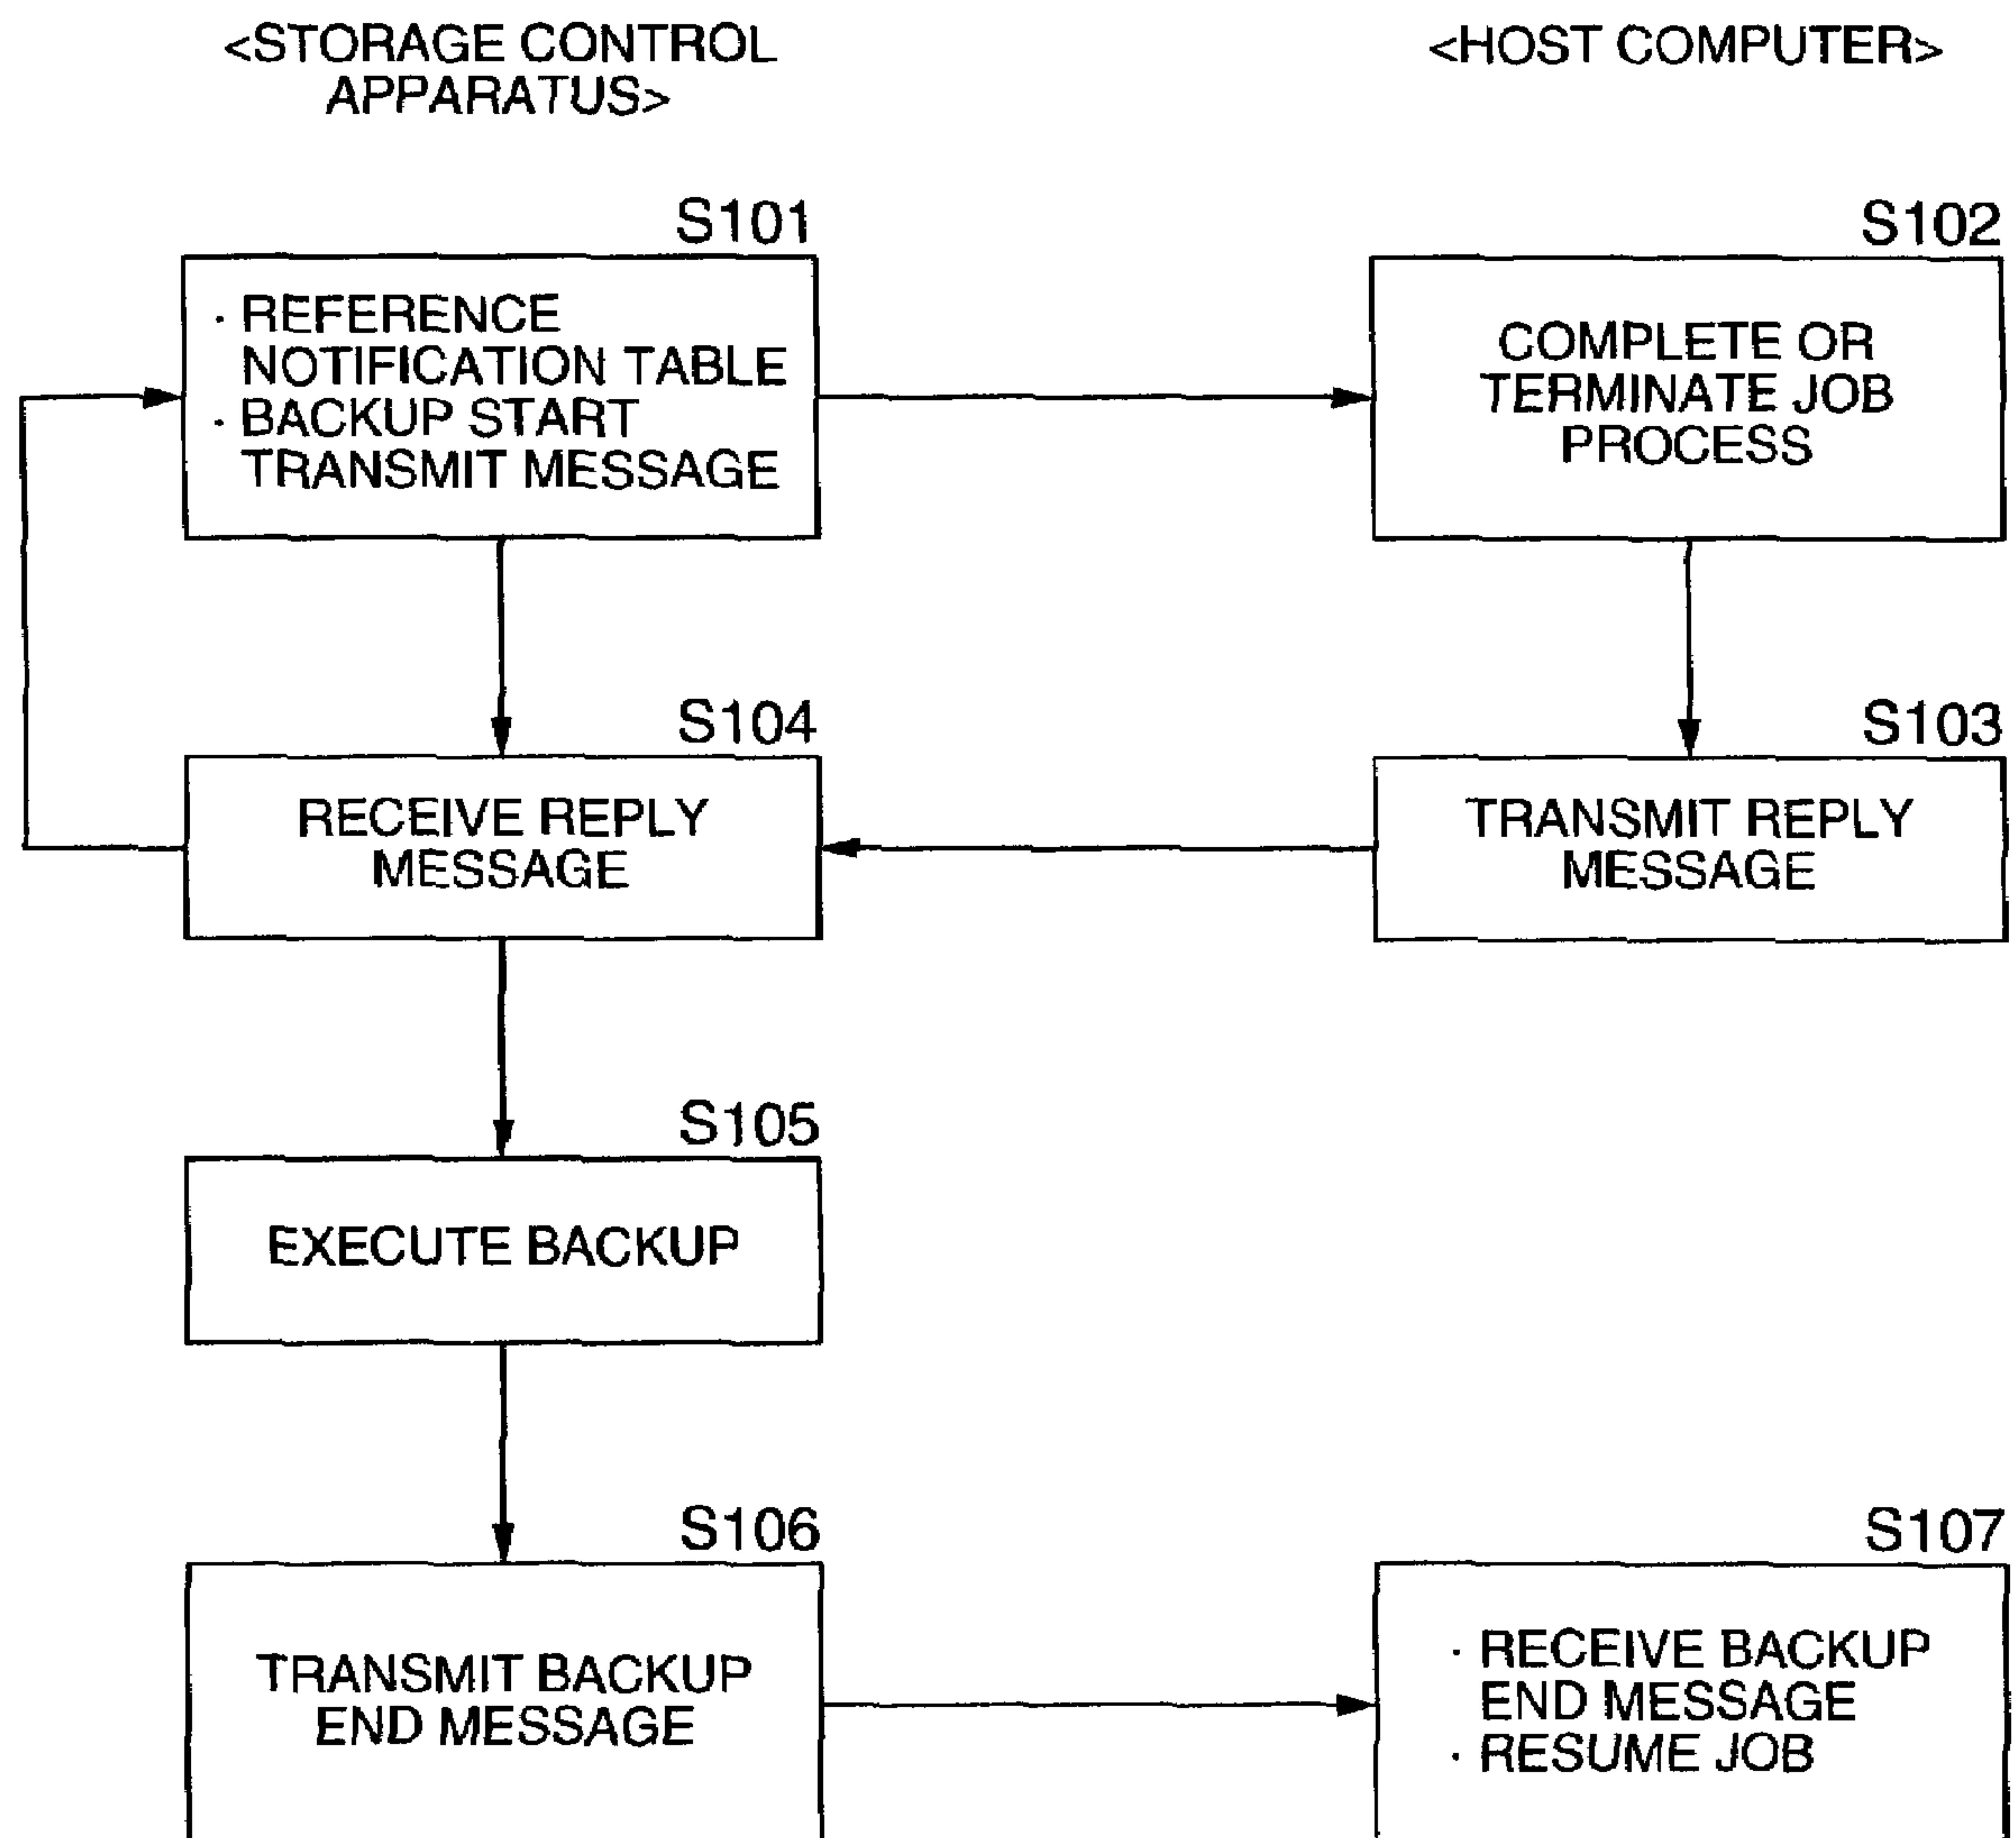 <STORAGE CONTROL
APPARATUS>
<HOST COMPUTER>
S101
· REFERENCE
NOTIFICATION TABLE
· BACKUP START
TRANSMIT MESSAGE
S102
COMPLETE OR
TERMINATE JOB
PROCESS
S104
RECEIVE REPLY
MESSAGE
S103
TRANSMIT REPLY
MESSAGE
S105
EXECUTE BACKUP
S106
TRANSMIT BACKUP
END MESSAGE
S107
· RECEIVE BACKUP
END MESSAGE
· RESUME JOB